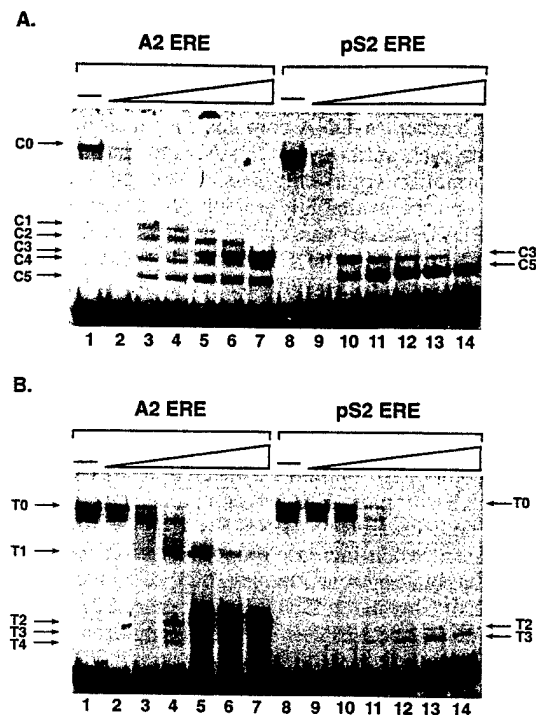 A.
A2 ERE pS2 ERE
C0
C1
C2
C3
C4
C5
C3
C5
1 2 3 4 5 6 7 8 9 10 11 12 13 14
B.
A2 ERE pS2 ERE
T0 T0
T1
T2 T2
T3 T3
T4
1 2 3 4 5 6 7 8 9 10 11 12 13 14